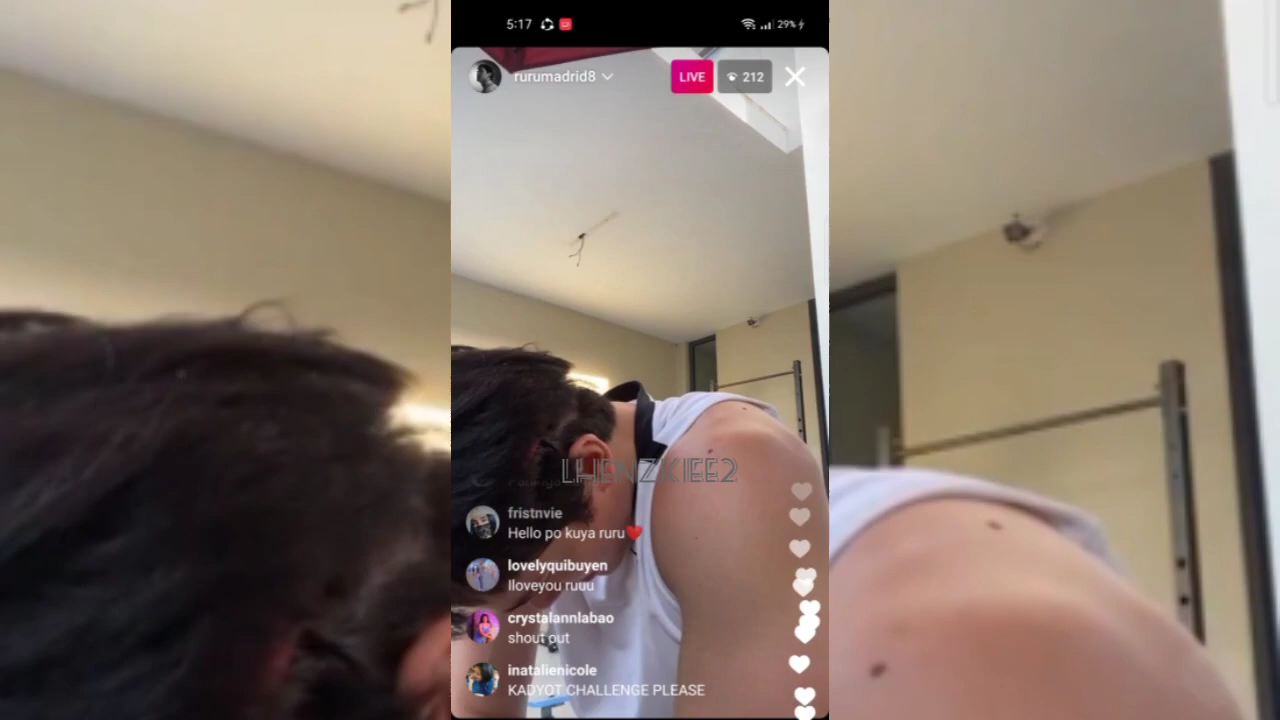 5:17
29%
rurumadrid8
LIVE
212
LHENZKIEE2
fristnvie
Hello po kuya ruru❤️
lovelyquibuyen
Iloveyou ruuu
crystalannlabao
shout put
inatalienicole
KADYOT CHALLENGE PLEASE